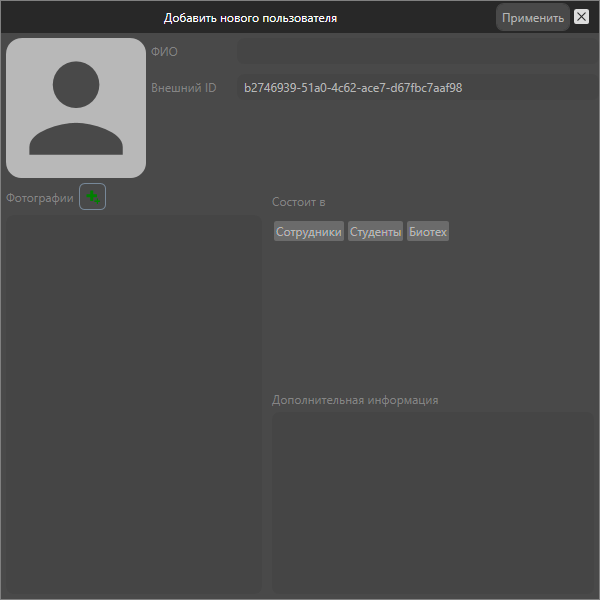 Добавить нового пользователя
Применить
ФИО
Внешний ID
b2746939-51a0-4c62-ace7-d67fbc7aaf98
Фотографии
Состоит в
Сотрудники Студенты Биотех
Дополнительная информация